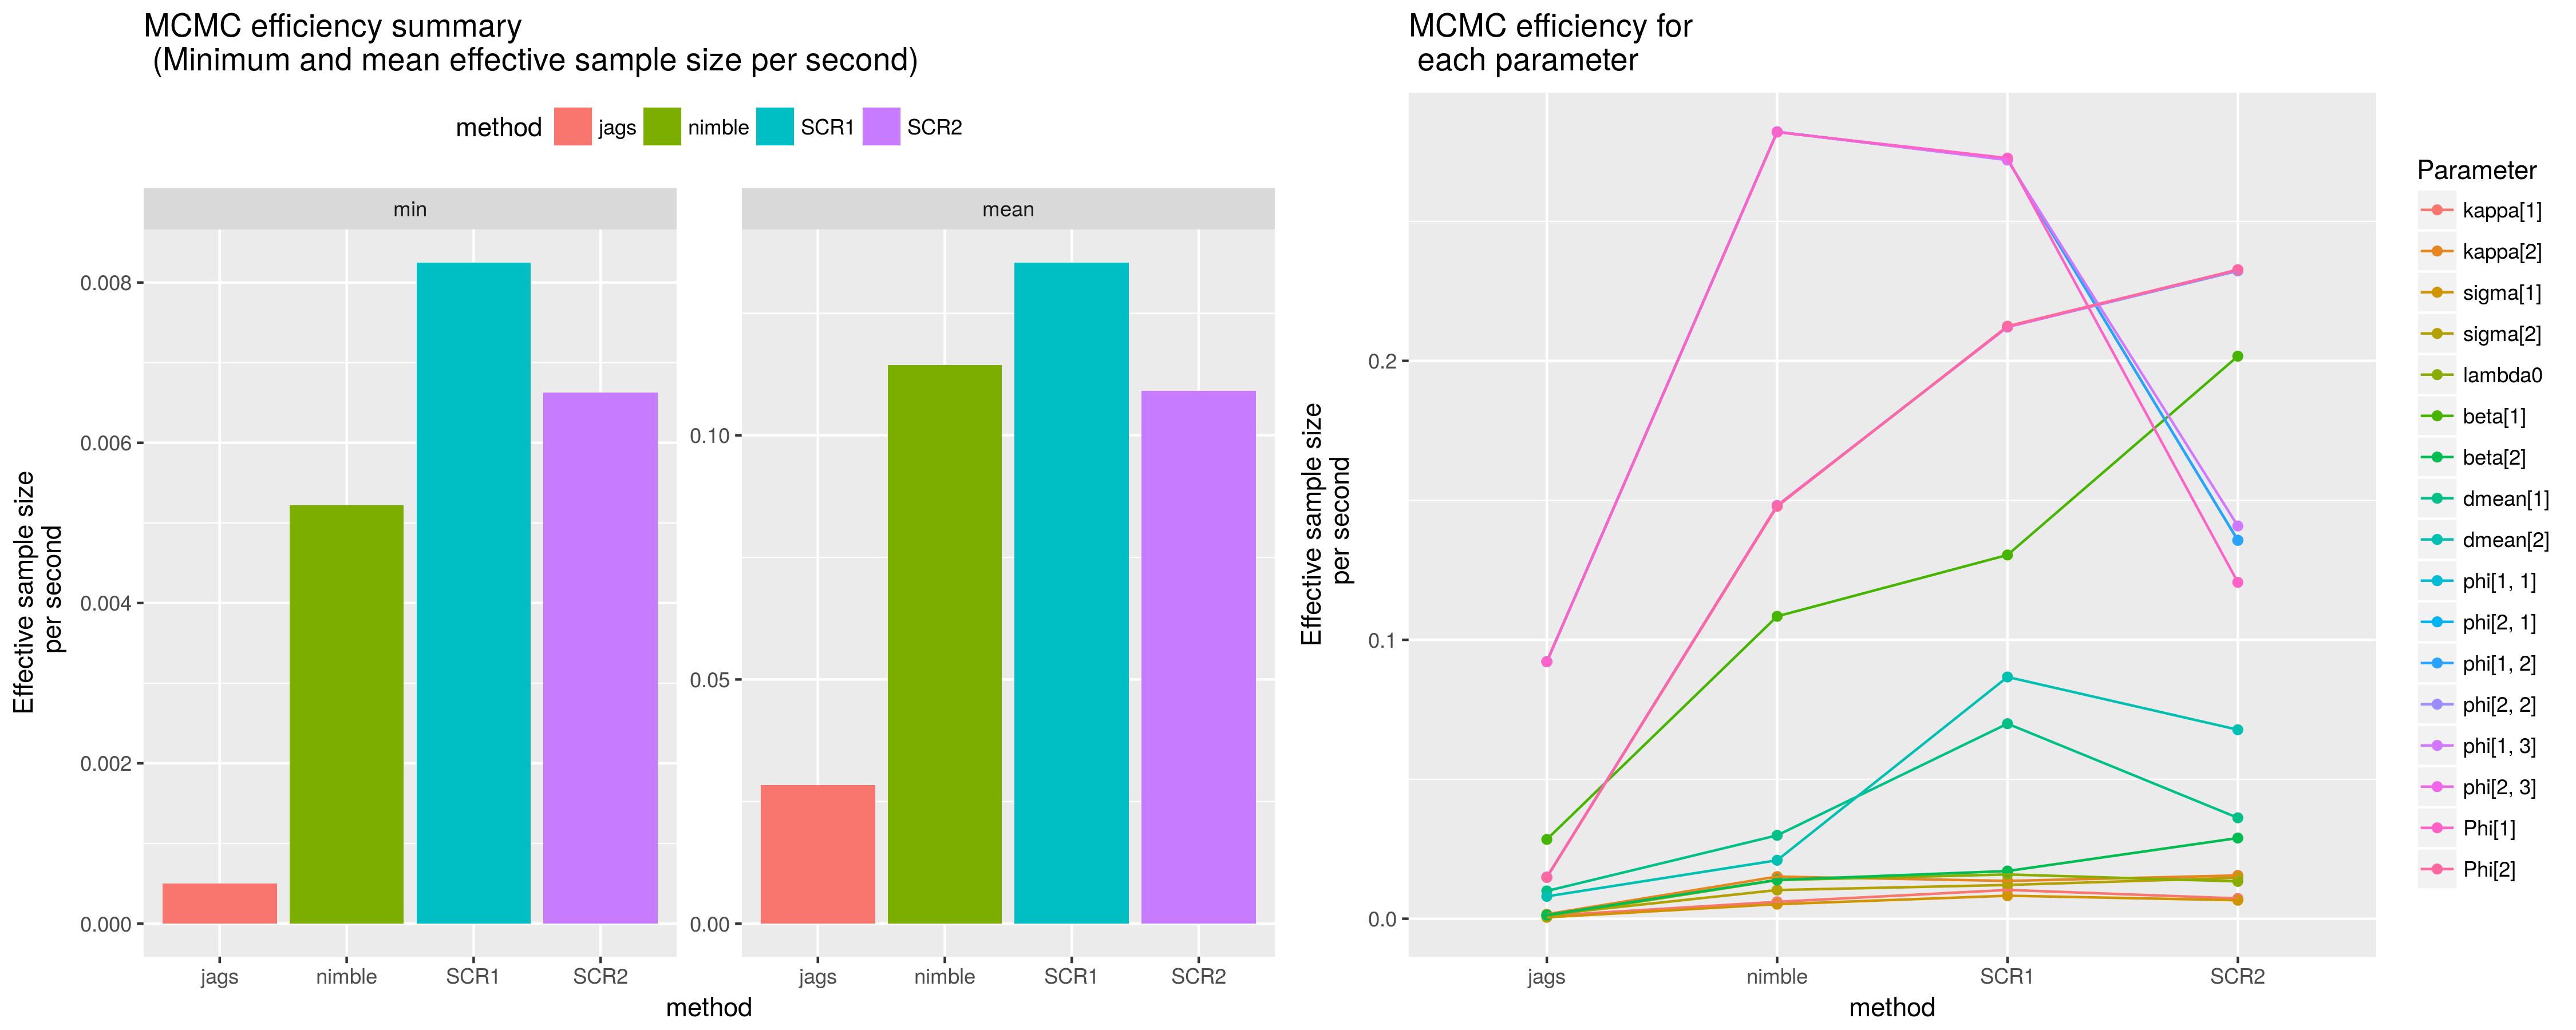 MCMC efficiency summary
(Minimum and mean effective sample size per second)
method jags nimble SCR1 SCR2
min
mean
Effective sample size
per second
0.008
0.006
0.004
0.002
0.000
0.10
0.05
0.00
jags nimble SCR1 SCR2
jags nimble SCR1 SCR2
method
MCMC efficiency for
each parameter
Effective sample size
per second
0.2
0.1
0.0
jags nimble SCR1 SCR2
method
Parameter
kappa[1]
kappa[2]
sigma[1]
sigma[2]
lambda0
beta[1]
beta[2]
dmean[1]
dmean[2]
phi[1, 1]
phi[2, 1]
phi[1, 2]
phi[2, 2]
phi[1, 3]
phi[2, 3]
Phi[1]
Phi[2]